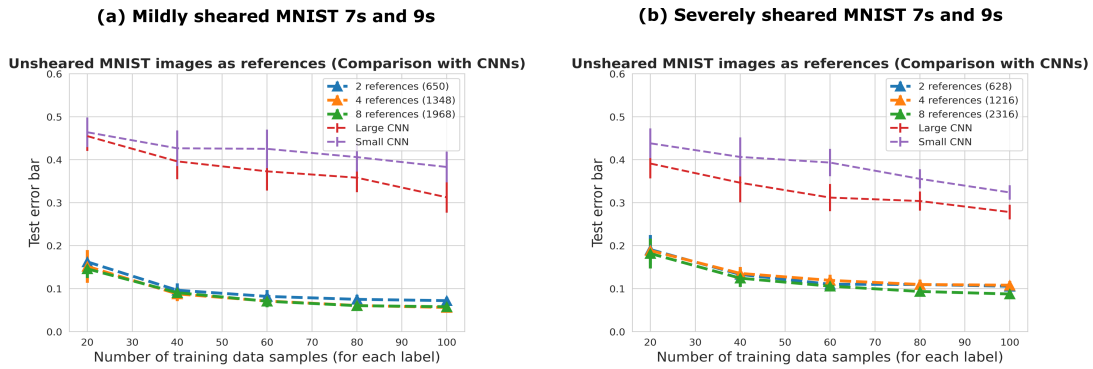 (a) Mildly sheared MNIST 7s and 9s
Unsheared MNIST images as references (Comparison with CNNs)
0.6
0.5
0.4
0.3
0.2
0.1
0.0
Test error bar
2 references (650)
4 references (1348)
8 references (1968)
Large CNN
Small CNN
20 30 40 50 60 70 80 90 100
Number of training data samples (for each label)
(b) Severely sheared MNIST 7s and 9s
Unsheared MNIST images as references (Comparison with CNNs)
0.6
0.5
0.4
0.3
0.2
0.1
0.0
Test error bar
2 references (628)
4 references (1216)
8 references (2316)
Large CNN
Small CNN
20 30 40 50 60 70 80 90 100
Number of training data samples (for each label)